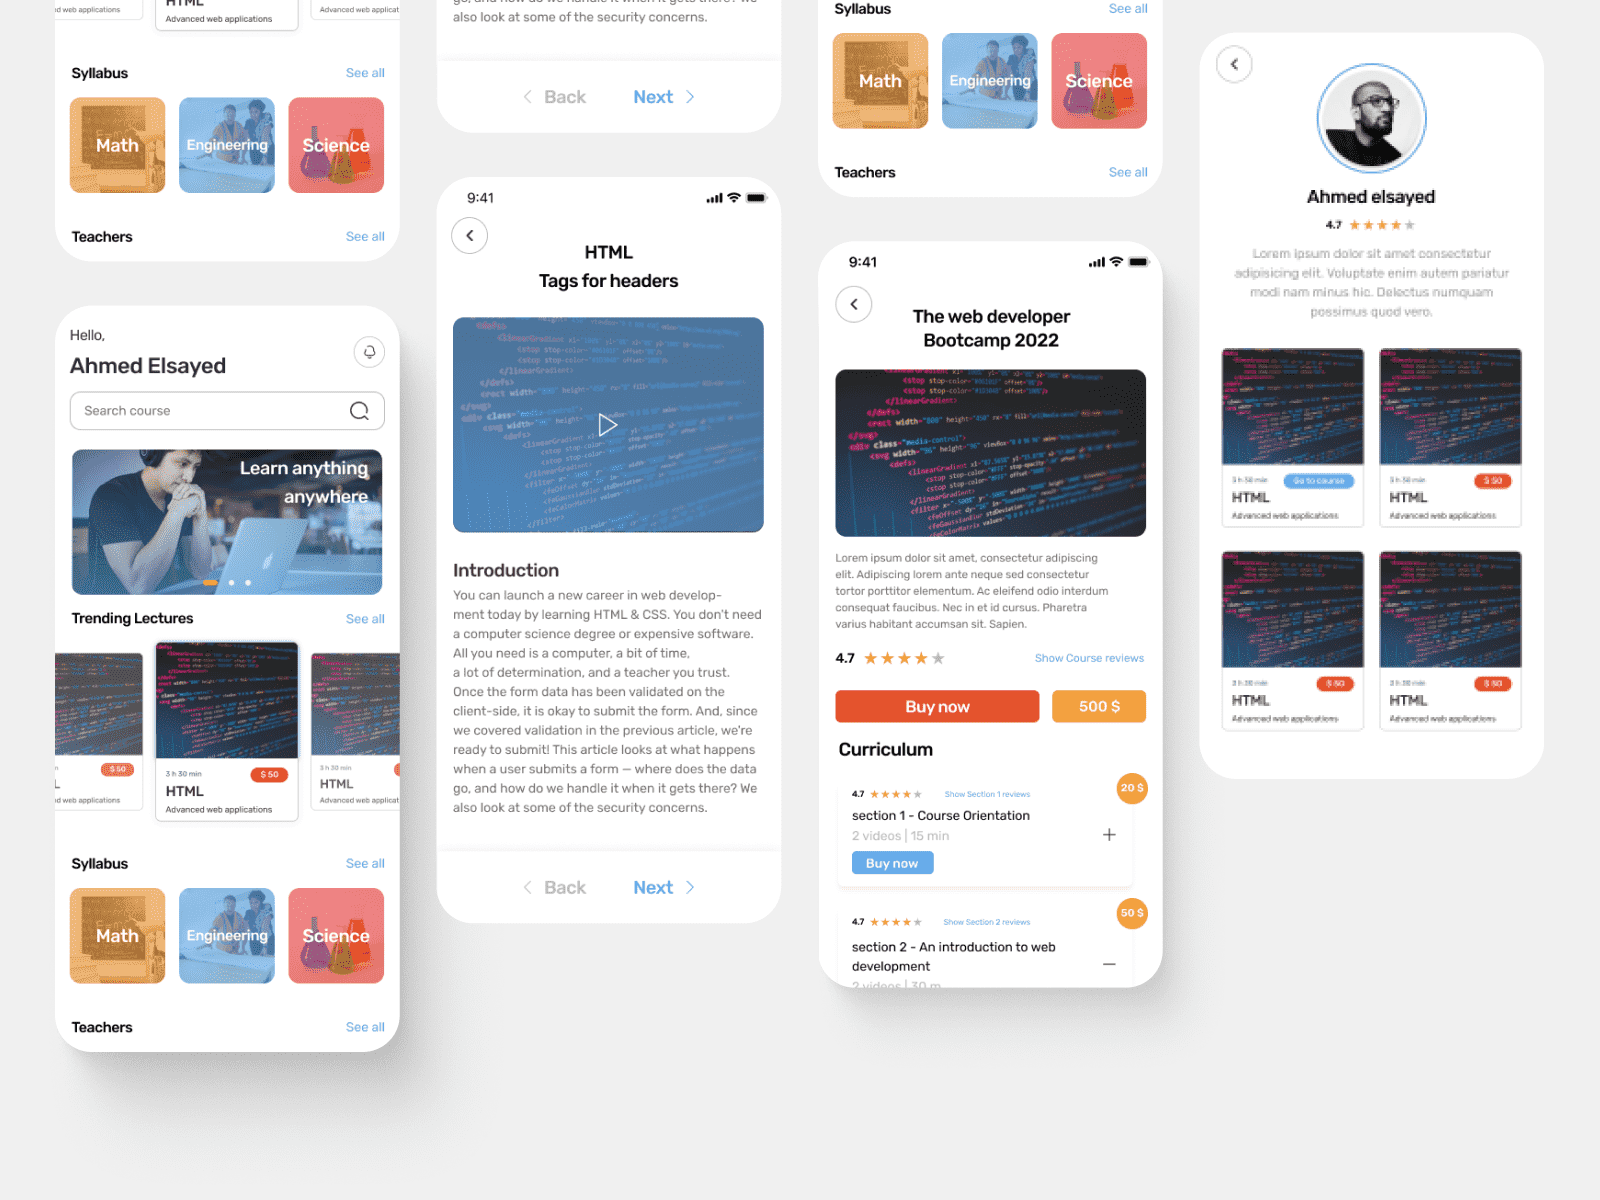 HTML
Advanced web applications
Advanced web applicat
ed web applications
Syllabus
See all
Math
Engineering
Science
Teachers
See all
Hello,
Ahmed Elsayed
Search course
Learn anything
anywhere
Trending Lectures
See all
$ 50
L
ed web applications
3 h 30 min
$ 50
HTML
Advanced web applications
3 h 30 min
HTML
Advanced web applicat
Syllabus
See all
Math
Engineering
Science
Teachers
See all
go, and how do we handle it when it gets there? We
also look at some of the security concerns.
Back
Next
9:41
HTML
Tags for headers
Introduction
You can launch a new career in web develop-
ment today by learning HTML & CSS. You don't need
a computer science degree or expensive software.
All you need is a computer, a bit of time,
a lot of determination, and a teacher you trust.
Once the form data has been validated on the
client-side, it is okay to submit the form. And, since
we covered validation in the previous article, we're
ready to submit! This article looks at what happens
when a user submits a form — where does the data
go, and how do we handle it when it gets there? We
also look at some of the security concerns.
Back
Next
Syllabus
See all
Math
Engineering
Science
Teachers
See all
9:41
The web developer
Bootcamp 2022
Lorem ipsum dolor sit amet, consectetur adipiscing
elit. Adipiscing lorem ante neque sed consectetur
tortor porttitor elementum. Ac eleifend odio interdum
consequat faucibus. Nec in et id cursus. Pharetra
varius habitant accumsan sit. Sapien.
4.7
Show Course reviews
Buy now
500 $
Curriculum
20 $
4.7
Show Section 1 reviews
section 1 - Course Orientation
2 videos | 15 min
Buy now
50 $
4.7
Show Section 2 reviews
section 2 - An introduction to web
development
2 videos | 30 m
Ahmed elsayed
4.7
Lorem ipsum dolor sit amet consectetur
adipisicing elit. Voluptate enim autem pariatur
modi nam minus hic. Delectus numquam
possimus quod vero.
3 h 30 min
Go to course
HTML
Advanced web applications
3 h 30 min
$ 50
HTML
Advanced web applications
3 h 30 min
$ 50
HTML
Advanced web applications
3 h 30 min
$ 50
HTML
Advanced web applications